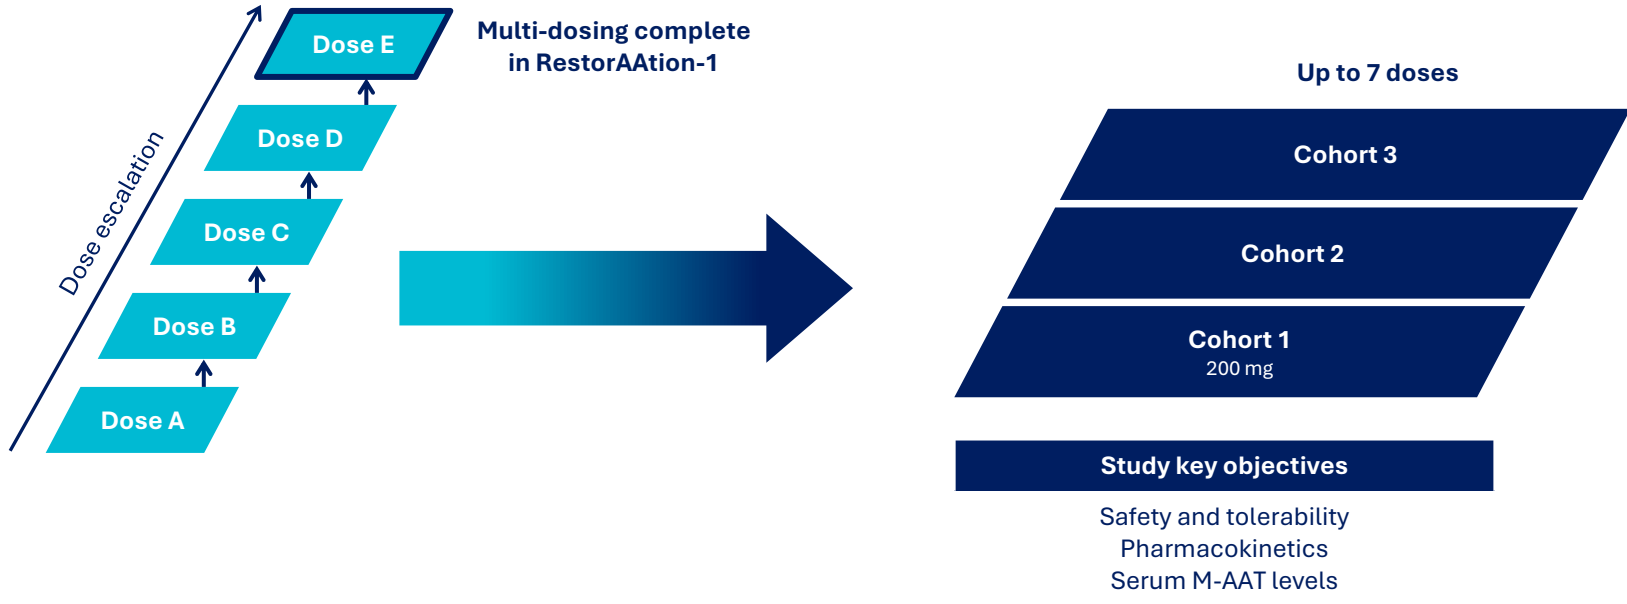 Dose E
Multi-dosing complete
in RestorAAtion-1
Dose D
Dose C
Dose B
Dose A
Dose escalation
Up to 7 doses
Cohort 3
Cohort 2
Cohort 1
200 mg
Study key objectives
Safety and tolerability
Pharmacokinetics
Serum M-AAT levels